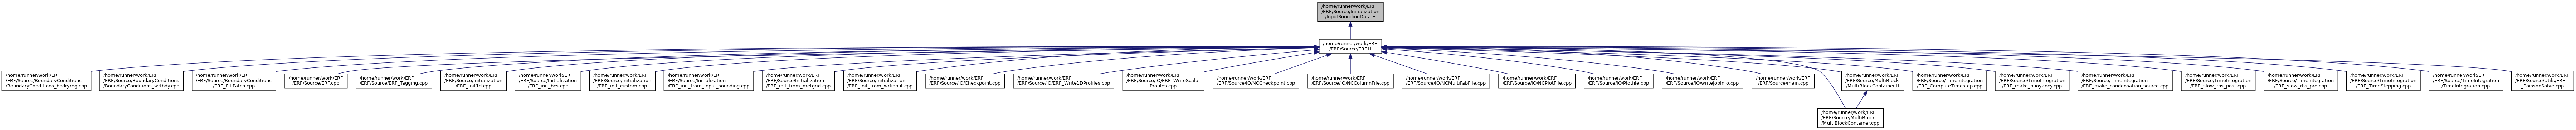 /home/runner/work/ERF
/ERF/Source/Initialization
/InputSoundingData.H
/home/runner/work/ERF
/ERF/Source/ERF.H
/home/runner/work/ERF
/ERF/Source/BoundaryConditions
/BoundaryConditions_bndryreg.cpp
/home/runner/work/ERF
/ERF/Source/BoundaryConditions
/BoundaryConditions_wrfbdy.cpp
/home/runner/work/ERF
/ERF/Source/BoundaryConditions
/ERF_FillPatch.cpp
/home/runner/work/ERF
/ERF/Source/ERF.cpp
/home/runner/work/ERF
/ERF/Source/ERF_Tagging.cpp
/home/runner/work/ERF
/ERF/Source/Initialization
/ERF_init1d.cpp
/home/runner/work/ERF
/ERF/Source/Initialization
/ERF_init_bcs.cpp
/home/runner/work/ERF
/ERF/Source/Initialization
/ERF_init_custom.cpp
/home/runner/work/ERF
/ERF/Source/Initialization
/ERF_init_from_input_sounding.cpp
/home/runner/work/ERF
/ERF/Source/Initialization
/ERF_init_from_metgrid.cpp
/home/runner/work/ERF
/ERF/Source/Initialization
/ERF_init_from_wrfinput.cpp
/home/runner/work/ERF
/ERF/Source/IO/Checkpoint.cpp
/home/runner/work/ERF
/ERF/Source/IO/ERF_Write1DProfiles.cpp
/home/runner/work/ERF
/ERF/Source/IO/ERF_WriteScalar
Profiles.cpp
/home/runner/work/ERF
/ERF/Source/IO/NCCheckpoint.cpp
/home/runner/work/ERF
/ERF/Source/IO/NCColumnFile.cpp
/home/runner/work/ERF
/ERF/Source/IO/NCMultiFabFile.cpp
/home/runner/work/ERF
/ERF/Source/IO/NCPlotFile.cpp
/home/runner/work/ERF
/ERF/Source/IO/Plotfile.cpp
/home/runner/work/ERF
/ERF/Source/IO/writeJobInfo.cpp
/home/runner/work/ERF
/ERF/Source/main.cpp
/home/runner/work/ERF
/ERF/Source/MultiBlock
/MultiBlockContainer.H
/home/runner/work/ERF
/ERF/Source/TimeIntegration
/ERF_ComputeTimestep.cpp
/home/runner/work/ERF
/ERF/Source/TimeIntegration
/ERF_make_buoyancy.cpp
/home/runner/work/ERF
/ERF/Source/TimeIntegration
/ERF_make_condensation_source.cpp
/home/runner/work/ERF
/ERF/Source/TimeIntegration
/ERF_slow_rhs_post.cpp
/home/runner/work/ERF
/ERF/Source/TimeIntegration
/ERF_slow_rhs_pre.cpp
/home/runner/work/ERF
/ERF/Source/TimeIntegration
/ERF_TimeStepping.cpp
/home/runner/work/ERF
/ERF/Source/TimeIntegration
/TimeIntegration.cpp
/home/runner/work/ERF
/ERF/Source/Utils/ERF
_PoissonSolve.cpp
/home/runner/work/ERF
/ERF/Source/MultiBlock
/MultiBlockContainer.cpp